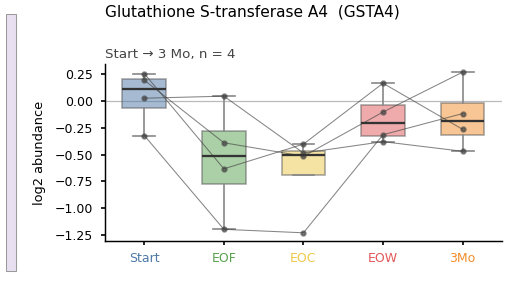 Glutathione S-transferase A4  (GSTA4)
Start → 3 Mo, n = 4
0.25
0.00
−0.25
−0.50
−0.75
−1.00
−1.25
log2 abundance
Start EOF EOC EOW 3Mo